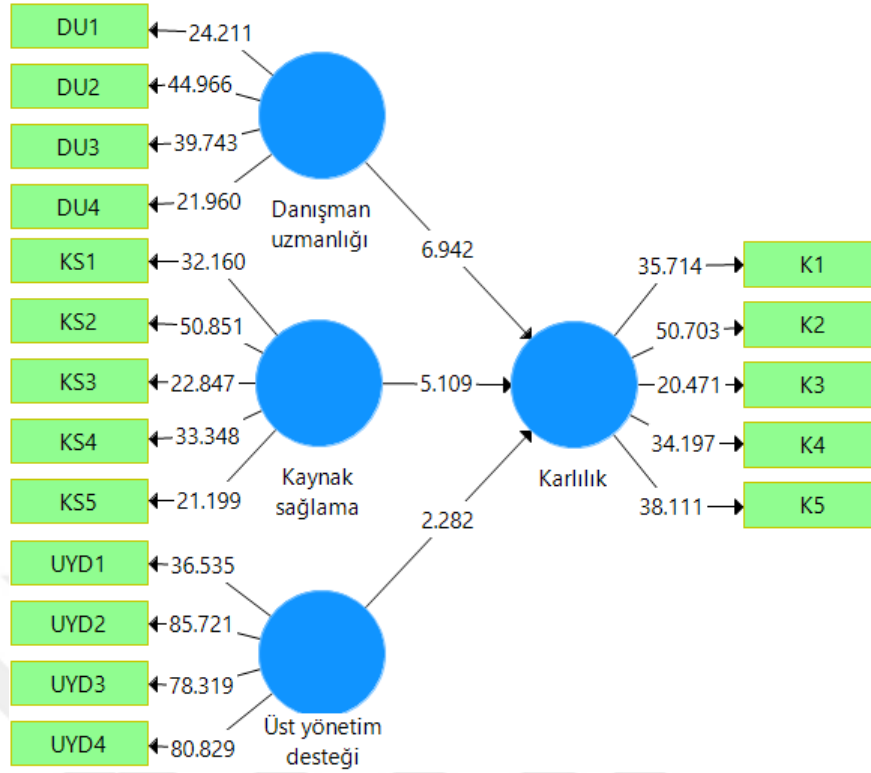 DU1
24.211
DU2
44.966
DU3
39.743
DU4
21.960
Danışman
uzmanlığı
6.942
KS1
32.160
KS2
50.851
KS3
22.847
KS4
33.348
KS5
21.199
Kaynak
sağlama
5.109
UYD1
36.535
UYD2
85.721
UYD3
78.319
UYD4
80.829
Üst yönetim
desteği
2.282
Karlılık
35.714
K1
50.703
K2
20.471
K3
34.197
K4
38.111
K5